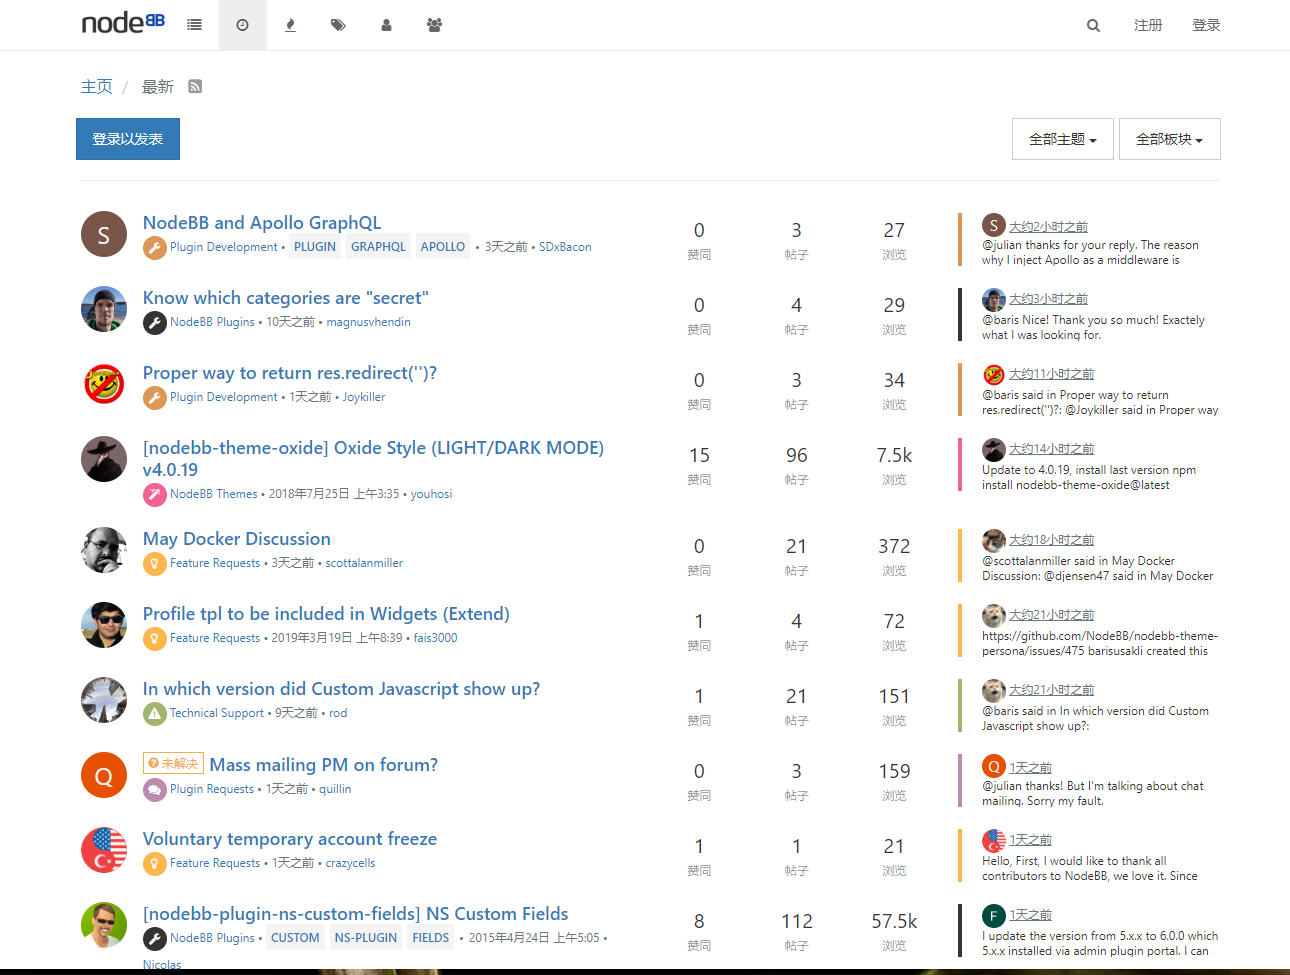 nodeBB 注册 登录
主页 / 最新
登录以发表 全部主题 全部板块
S NodeBB and Apollo GraphQL
Plugin Development • PLUGIN GRAPHQL APOLLO • 3天之前 • SDxBacon
0 3 27
赞同 帖子 浏览
S 大约2小时之前
@julian thanks for your reply. The reason
why I inject Apollo as a middleware is
Know which categories are "secret"
NodeBB Plugins • 10天之前 • magnusvhendin
0 4 29
赞同 帖子 浏览
大约3小时之前
@baris Nice! Thank you so much! Exactely
what I was looking for.
Proper way to return res.redirect('')?
Plugin Development • 1天之前 • Joykiller
0 3 34
赞同 帖子 浏览
大约11小时之前
@baris said in Proper way to return
res.redirect('')?: @Joykiller said in Proper way
[nodebb-theme-oxide] Oxide Style (LIGHT/DARK MODE)
v4.0.19
NodeBB Themes • 2018年7月25日 上午3:35 • youhosi
15 96 7.5k
赞同 帖子 浏览
大约14小时之前
Update to 4.0.19, install last version npm
install nodebb-theme-oxide@latest
May Docker Discussion
Feature Requests • 3天之前 • scottalanmiller
0 21 372
赞同 帖子 浏览
大约18小时之前
@scottalanmiller said in May Docker
Discussion: @djensen47 said in May Docker
Profile tpl to be included in Widgets (Extend)
Feature Requests • 2019年3月19日 上午8:39 • fais3000
1 4 72
赞同 帖子 浏览
大约21小时之前
https://github.com/NodeBB/nodebb-theme-
persona/issues/475 barisusakli created this
In which version did Custom Javascript show up?
Technical Support • 9天之前 • rod
1 21 151
赞同 帖子 浏览
大约21小时之前
@baris said in In which version did Custom
Javascript show up?:
Q 未解决 Mass mailing PM on forum?
Plugin Requests • 1天之前 • quillin
0 3 159
赞同 帖子 浏览
Q 1天之前
@julian thanks! But I'm talking about chat
mailing. Sorry my fault.
Voluntary temporary account freeze
Feature Requests • 1天之前 • crazycells
1 1 21
赞同 帖子 浏览
1天之前
Hello, First, I would like to thank all
contributors to NodeBB, we love it. Since
[nodebb-plugin-ns-custom-fields] NS Custom Fields
NodeBB Plugins • CUSTOM NS-PLUGIN FIELDS • 2015年4月24日 上午5:05 •
Nicolas
8 112 57.5k
赞同 帖子 浏览
F 1天之前
I update the version from 5.x.x to 6.0.0 which
5.x.x installed via admin plugin portal. I can